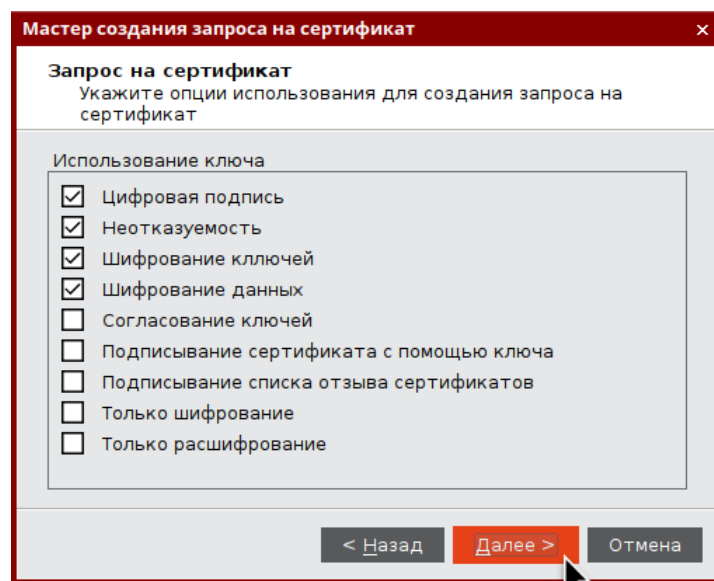 Мастер создания запроса на сертификат
Запрос на сертификат
Укажите опции использования для создания запроса на
сертификат
Использование ключа
Цифровая подпись
Неотказуемость
Шифрование кллючей
Шифрование данных
Согласование ключей
Подписывание сертификата с помощью ключа
Подписывание списка отзыва сертификатов
Только шифрование
Только расшифрование
< Назад Далее > Отмена